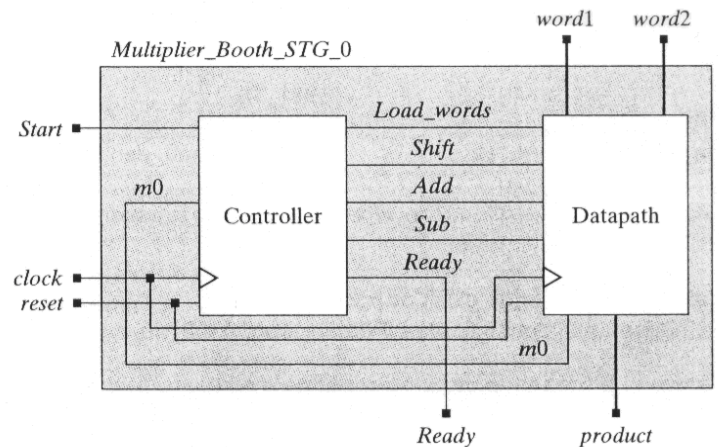 word1
word2
Multiplier_Booth_STG_0
Load_words
Start
Shift
m0
Add
Controller
Datapath
Sub
Ready
clock
reset
m0
Ready
product